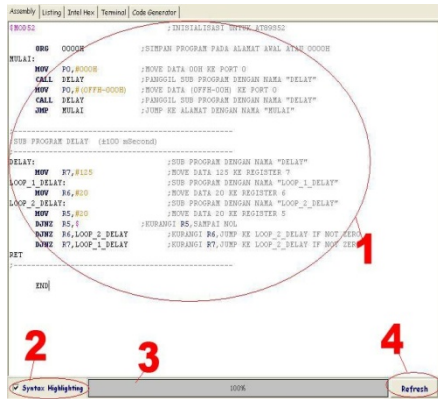 Assembly Listing Intel Hex Terminal Code Generator
$MOD52 ;INISIALISASI UNTUK AT89S52
ORG 0000H ;SIMPAN PROGRAM PADA ALAMAT AWAL ATAU 0000H
MULAI:
MOV P0,#000H ;MOVE DATA 00H KE PORT 0
CALL DELAY ;PANGGIL SUB PROGRAM DENGAN NAMA "DELAY"
MOV P0,#(0FFH-000H) ;MOVE DATA (0FFH-00H) KE PORT 0
CALL DELAY ;PANGGIL SUB PROGRAM DENGAN NAMA "DELAY"
JMP MULAI ;JUMP KE ALAMAT DENGAN NAMA "MULAI"
;--------------------------------------------------
;SUB PROGRAM DELAY (±100 mSecond)
;--------------------------------------------------
DELAY: ;SUB PROGRAM DENGAN NAMA "DELAY"
MOV R7,#125 ;MOVE DATA 125 KE REGISTER 7
LOOP_1_DELAY: ;SUB PROGRAM DENGAN NAMA "LOOP_1_DELAY"
MOV R6,#20 ;MOVE DATA 20 KE REGISTER 6
LOOP_2_DELAY: ;SUB PROGRAM DENGAN NAMA "LOOP_2_DELAY"
MOV R5,#20 ;MOVE DATA 20 KE REGISTER 5
DJNZ R5,$ ;KURANGI R5,SAMPAI NOL
DJNZ R6,LOOP_2_DELAY ;KURANGI R6,JUMP KE LOOP_2_DELAY IF NOT ZERO
DJNZ R7,LOOP_1_DELAY ;KURANGI R7,JUMP KE LOOP_1_DELAY IF NOT ZERO
RET
;--------------------------------------------------
END
1
2
3
4
Syntax Highlighting 100% Refresh